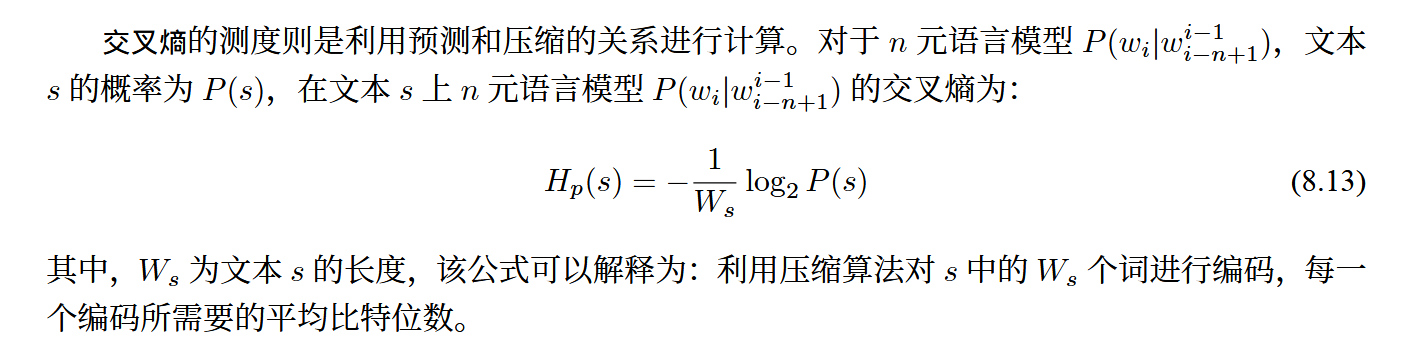 交叉熵的测度则是利用预测和压缩的关系进行计算。对于 n 元语言模型 $P(w_i|w_{i-n+1}^{i-1})$，文本
s 的概率为 $P(s)$，在文本 s 上 n 元语言模型 $P(w_i|w_{i-n+1}^{i-1})$ 的交叉熵为：
$H_p(s) = -\frac{1}{W_s} \log_2 P(s)$ (8.13)
其中，$W_s$ 为文本 s 的长度，该公式可以解释为：利用压缩算法对 s 中的 $W_s$ 个词进行编码，每一
个编码所需要的平均比特位数。